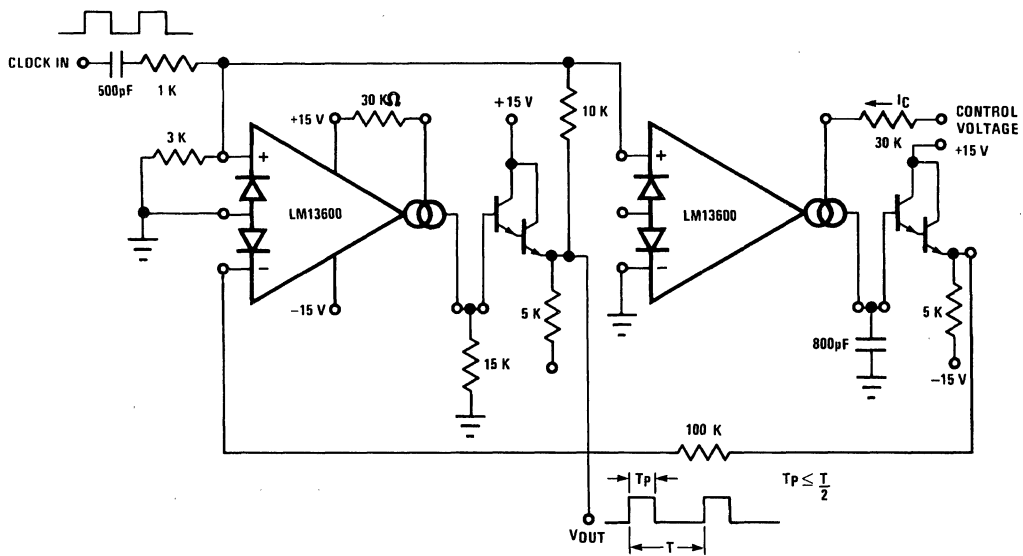 CLOCK IN
500pF
1 K
3 K
+15 V
30 KΩ
+
LM13600
−
−15 V
+15 V
10 K
5 K
15 K
+
LM13600
−
IC
30 K
CONTROL
VOLTAGE
+15 V
5 K
800pF
−15 V
100 K
TP
TP ≤ T/2
VOUT
T